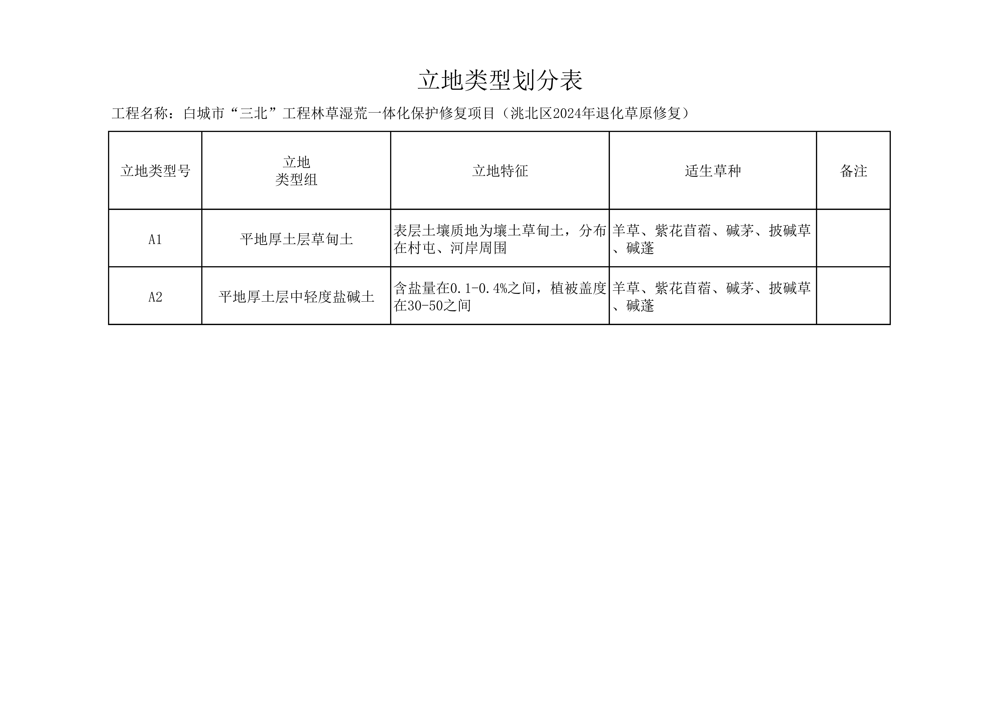 立地类型划分表
工程名称：白城市“三北”工程林草湿荒一体化保护修复项目（洮北区2024年退化草原修复）
立地类型号
立地
类型组
立地特征
适生草种
备注
A1
平地厚土层草甸土
表层土壤质地为壤土草甸土，分布
在村屯、河岸周围
羊草、紫花苜蓿、碱茅、披碱草
、碱蓬
A2
平地厚土层中轻度盐碱土
含盐量在0.1-0.4%之间，植被盖度
在30-50之间
羊草、紫花苜蓿、碱茅、披碱草
、碱蓬